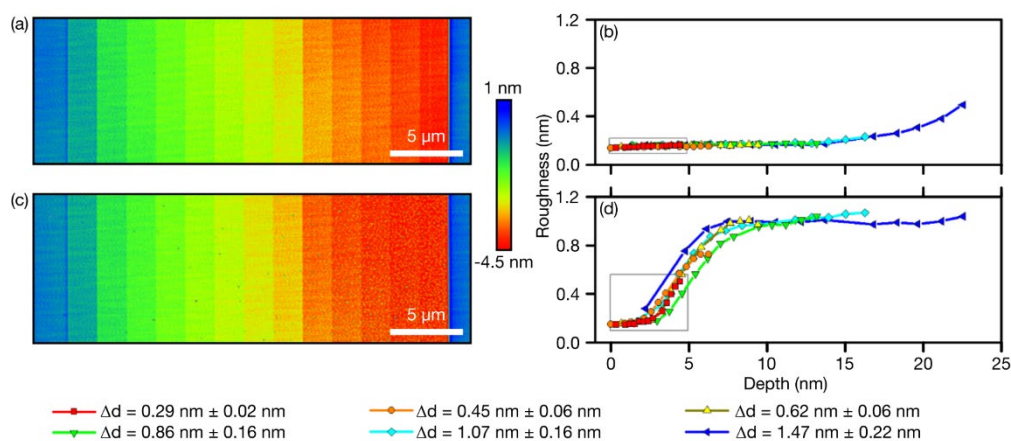 (a)
5 µm
1 nm
-4.5 nm
(c)
5 µm
(b)
1.2
0.8
0.4
0.0
Roughness (nm)
(d)
1.2
0.8
0.4
0.0
0 5 10 15 20 25
Depth (nm)
Δd = 0.29 nm ± 0.02 nm
Δd = 0.45 nm ± 0.06 nm
Δd = 0.62 nm ± 0.06 nm
Δd = 0.86 nm ± 0.16 nm
Δd = 1.07 nm ± 0.16 nm
Δd = 1.47 nm ± 0.22 nm